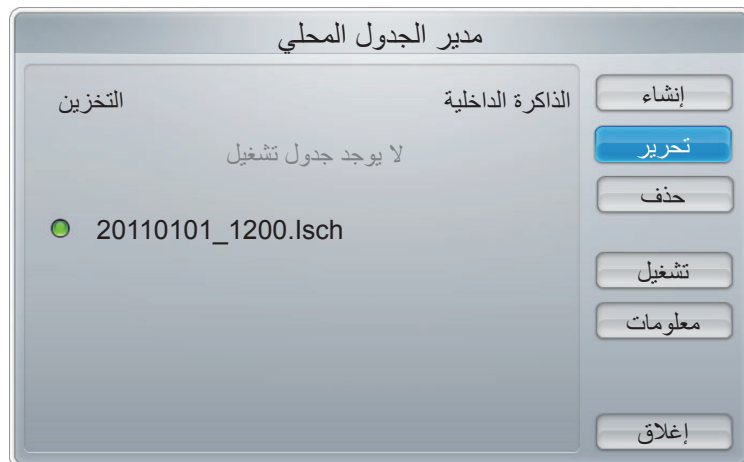 مدير الجدول المحلي
الذاكرة الداخلية
التخزين
لا يوجد جدول تشغيل
20110101_1200.lsch
إنشاء
تحرير
حذف
تشغيل
معلومات
إغلاق